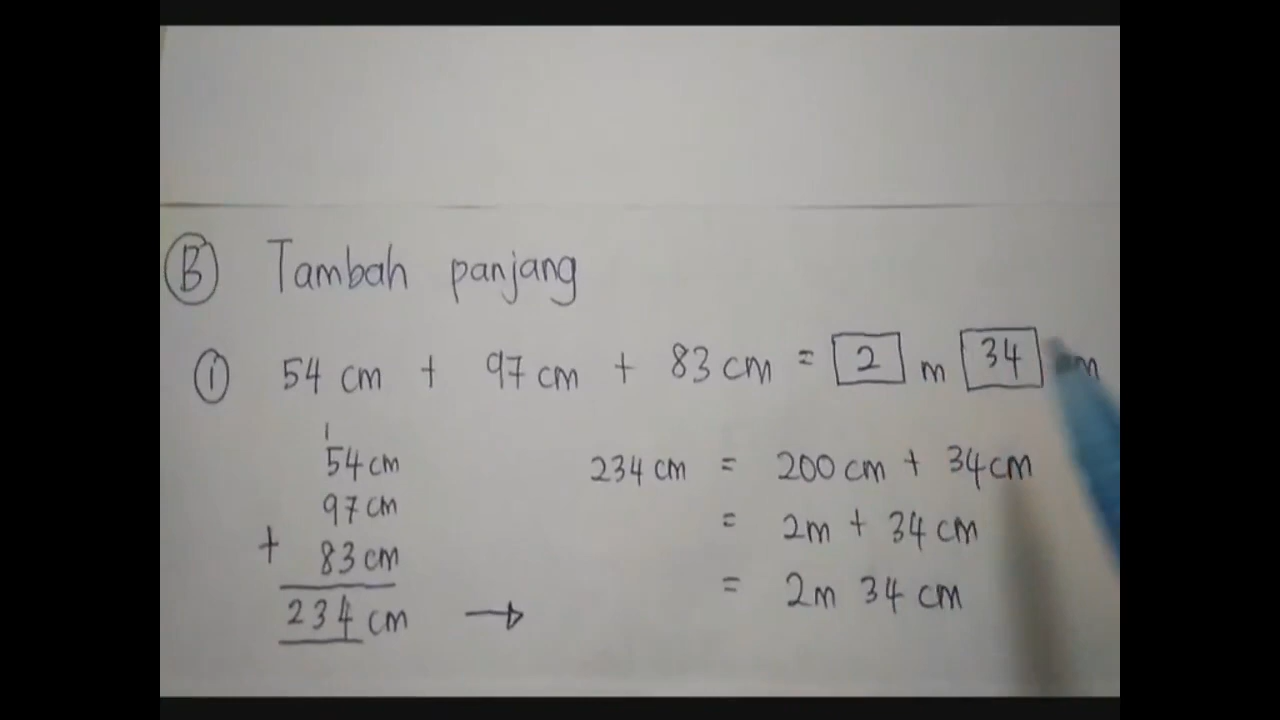 B Tambah panjang
1 54 cm + 97 cm + 83 cm = 2 m 34 cm
1
54 cm
97 cm
+ 83 cm
234 cm →
234 cm = 200 cm + 34 cm
= 2m + 34 cm
= 2m 34 cm